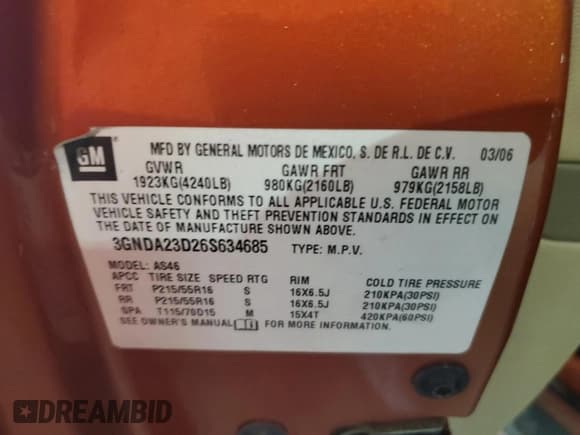 GM
MFD BY GENERAL MOTORS DE MEXICO, S. DE R.L. DE C.V. 03/06
GVWR GAWR FRT GAWR RR
1923KG(4240LB) 980KG(2160LB) 979KG(2158LB)
THIS VEHICLE CONFORMS TO ALL APPLICABLE U.S. FEDERAL MOTOR
VEHICLE SAFETY AND THEFT PREVENTION STANDARDS IN EFFECT ON
THE DATE OF MANUFACTURE SHOWN ABOVE.
3GNDA23D26S634685 TYPE: M.P.V.
MODEL: AS46
APCC TIRE SIZE SPEED RTG RIM COLD TIRE PRESSURE
FRT P215/55R16 S 16X6.5J 210KPA(30PSI)
RR P215/55R16 S 16X6.5J 210KPA(30PSI)
SPA T115/70D15 M 15X4T 420KPA(60PSI)
SEE OWNER'S MANUAL FOR MORE INFORMATION.
DREAMBID